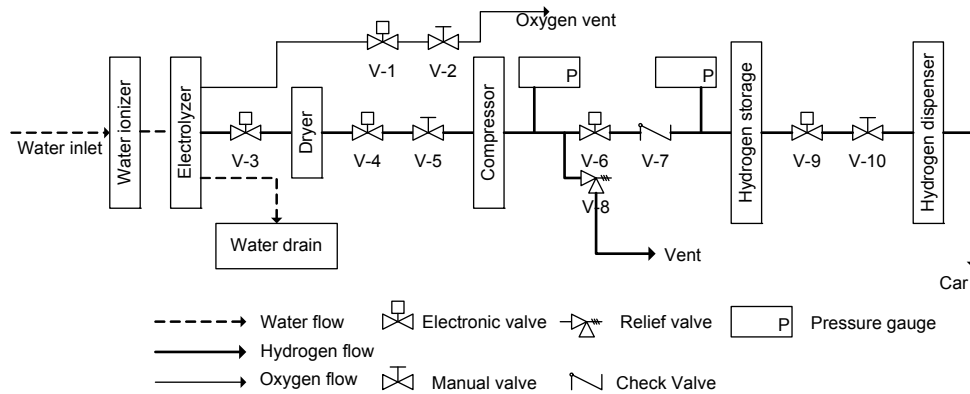 Oxygen vent
V-1
V-2
P
P
Water ionizer
Electrolyzer
Dryer
Compressor
Hydrogen storage
Hydrogen dispenser
Water inlet
V-3
V-4
V-5
V-6
V-7
V-9
V-10
V-8
Water drain
Vent
Car
Water flow
Electronic valve
Relief valve
P
Pressure gauge
Hydrogen flow
Oxygen flow
Manual valve
Check Valve